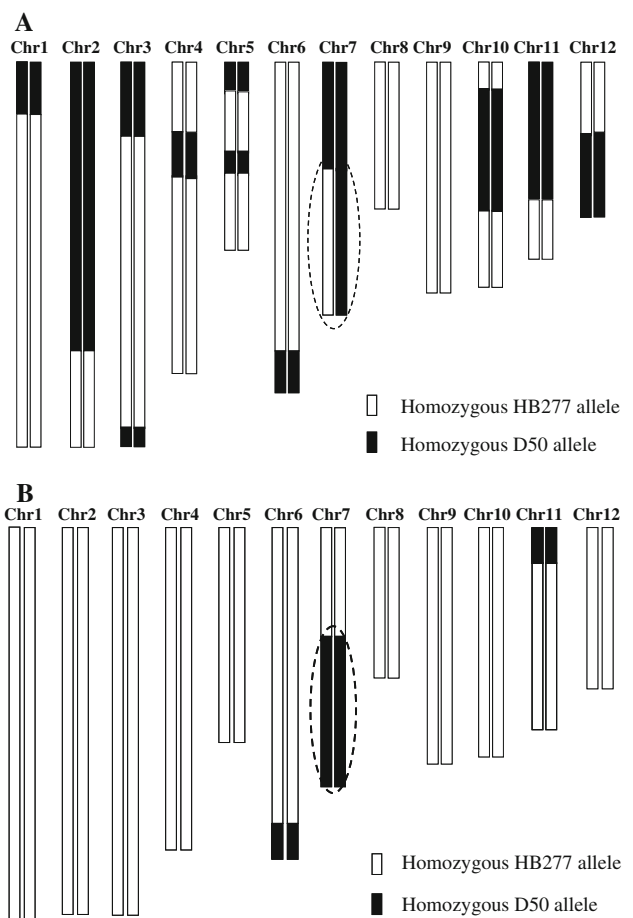 A
Chr1 Chr2 Chr3 Chr4 Chr5 Chr6 Chr7 Chr8 Chr9 Chr10 Chr11 Chr12
Homozygous HB277 allele
Homozygous D50 allele
B
Chr1 Chr2 Chr3 Chr4 Chr5 Chr6 Chr7 Chr8 Chr9 Chr10 Chr11 Chr12
Homozygous HB277 allele
Homozygous D50 allele